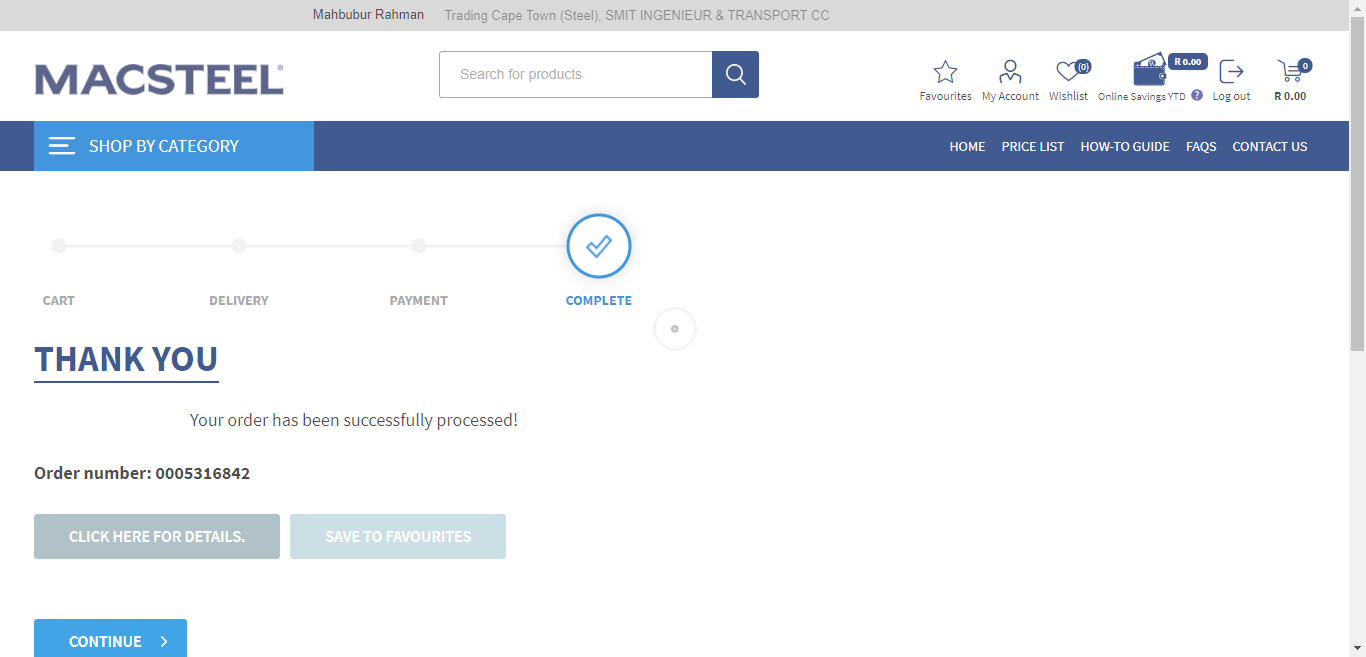 Mahbubur Rahman Trading Cape Town (Steel), SMIT INGENIEUR & TRANSPORT CC
MACSTEEL®
Search for products
(0)
R 0.00
0
Favourites My Account Wishlist Online Savings YTD ? Log out R 0.00
SHOP BY CATEGORY
HOME PRICE LIST HOW-TO GUIDE FAQS CONTACT US
CART DELIVERY PAYMENT COMPLETE
THANK YOU
Your order has been successfully processed!
Order number: 0005316842
CLICK HERE FOR DETAILS. SAVE TO FAVOURITES
CONTINUE